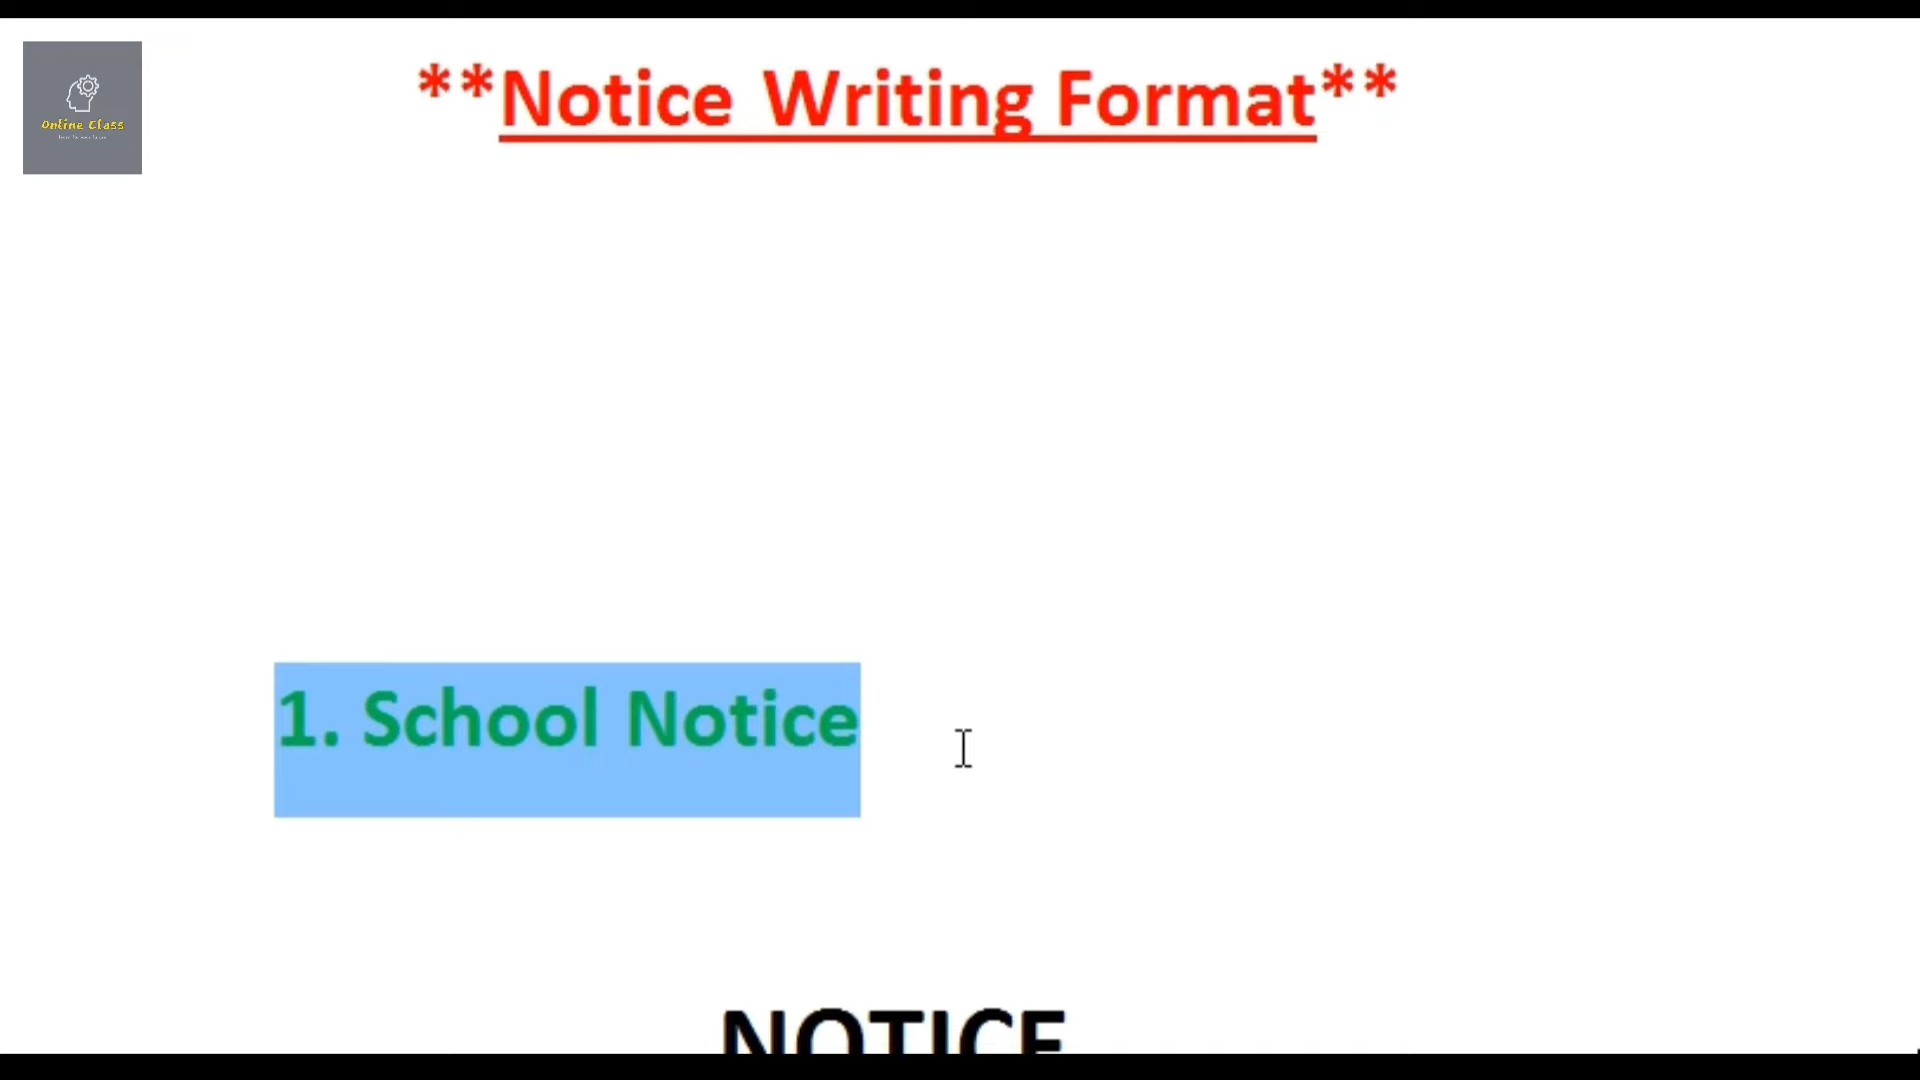 **Notice Writing Format**
Online Class
1. School Notice
NOTICE